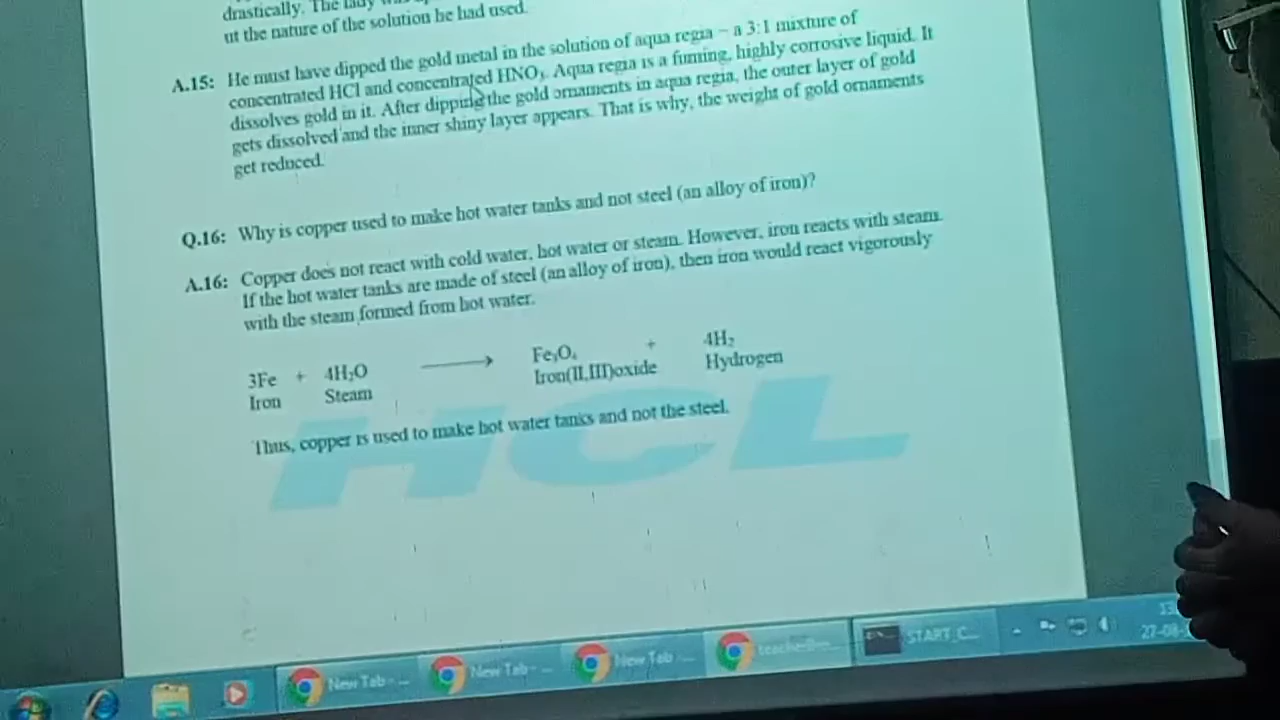 drastically. The lady was
ut the nature of the solution he had used.
A.15: He must have dipped the gold metal in the solution of aqua regia – a 3:1 mixture of
concentrated HCl and concentrated HNO₃. Aqua regia is a fuming, highly corrosive liquid. It
dissolves gold in it. After dipping the gold ornaments in aqua regia, the outer layer of gold
gets dissolved and the inner shiny layer appears. That is why, the weight of gold ornaments
get reduced.
Q.16: Why is copper used to make hot water tanks and not steel (an alloy of iron)?
A.16: Copper does not react with cold water, hot water or steam. However, iron reacts with steam.
If the hot water tanks are made of steel (an alloy of iron), then iron would react vigorously
with the steam formed from hot water.
3Fe + 4H₂O ⟶ Fe₃O₄ + 4H₂
Iron Steam Iron(II,III)oxide Hydrogen
Thus, copper is used to make hot water tanks and not the steel.
HCL
New Tab - ... New Tab - ... New Tab - ... START_C...
27-08-